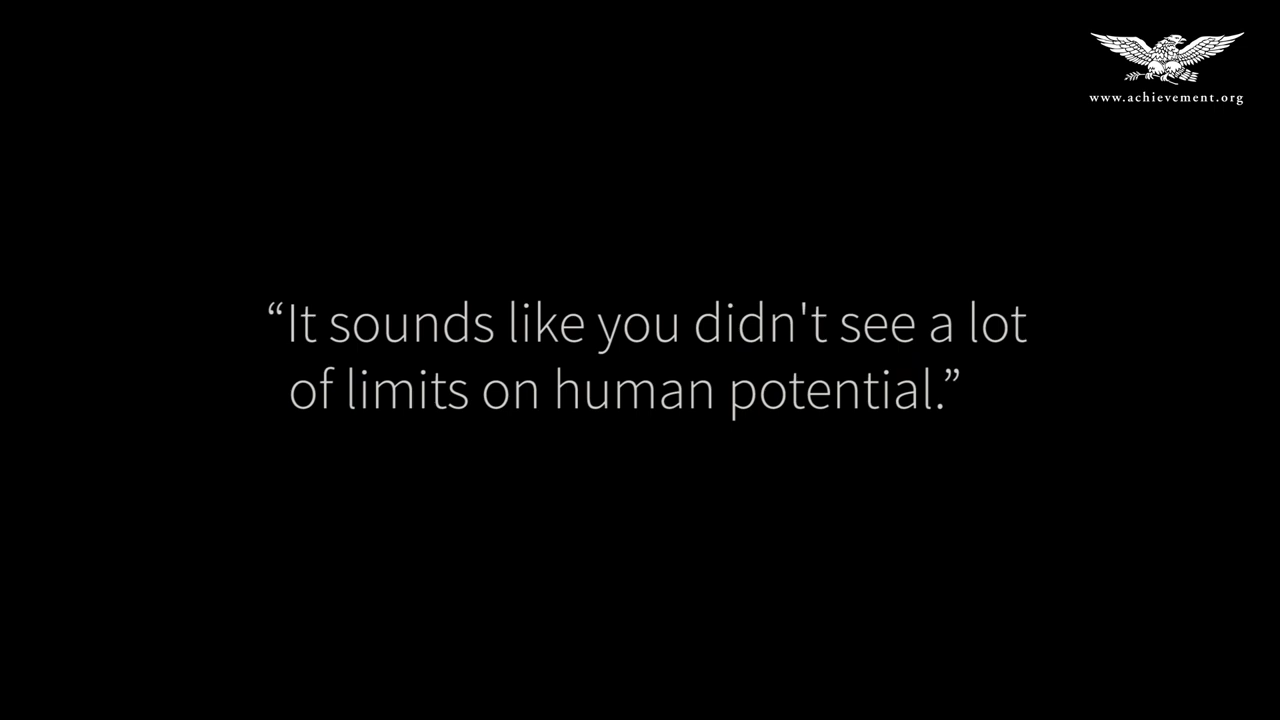 www.achievement.org
“It sounds like you didn't see a lot
of limits on human potential.”